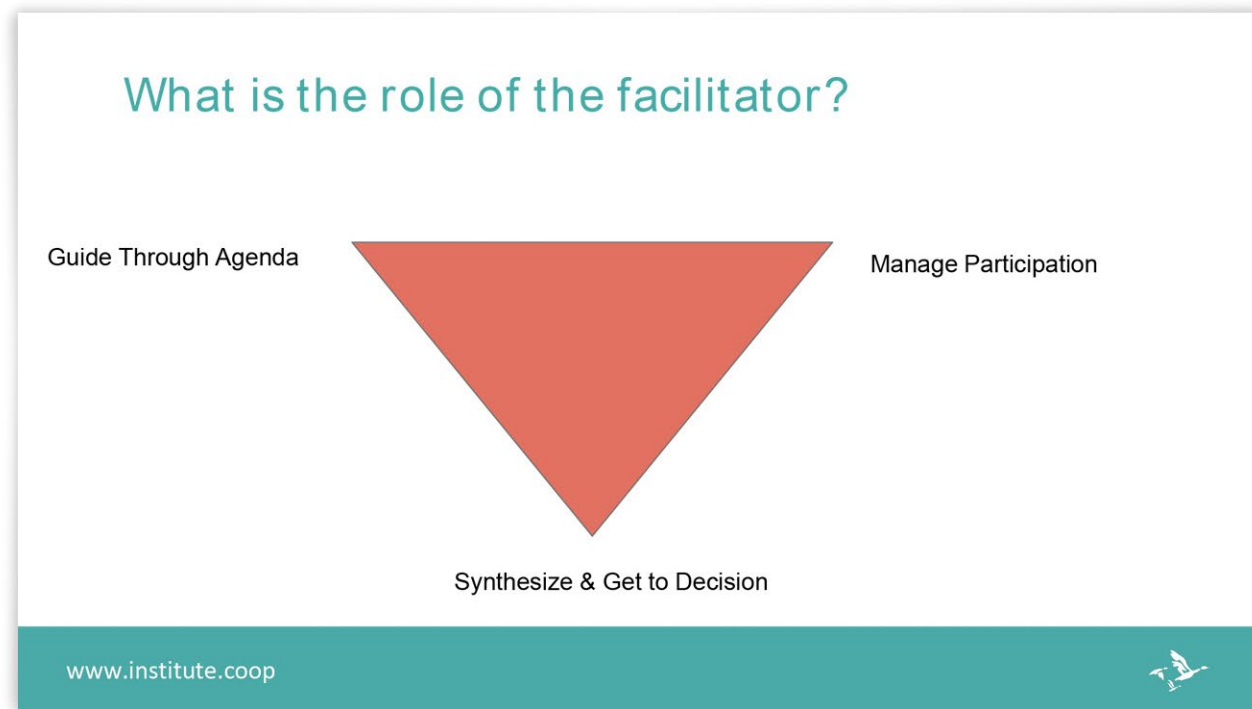 What is the role of the facilitator?
Guide Through Agenda
Manage Participation
Synthesize & Get to Decision
www.institute.coop